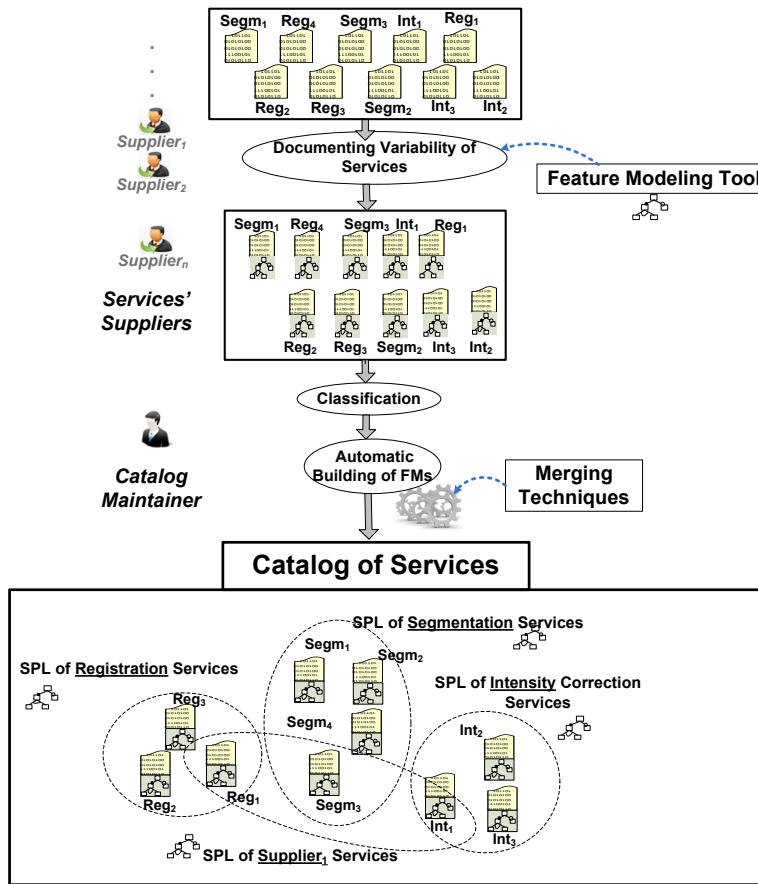 Segm₁ Reg₄ Segm₃ Int₁ Reg₁
Reg₂ Reg₃ Segm₂ Int₃ Int₂
Supplier₁
Documenting Variability of
Services
Supplier₂
Feature Modeling Tool
Segm₁ Reg₄ Segm₃ Int₁ Reg₁
Supplierₙ
Services'
Suppliers
Reg₂ Reg₃ Segm₂ Int₃ Int₂
Classification
Automatic
Building of FMs
Catalog
Maintainer
Merging
Techniques
Catalog of Services
SPL of Segmentation Services
Segm₁
Segm₂
SPL of Registration Services
SPL of Intensity Correction
Services
Reg₃
Segm₄
Int₂
Reg₂
Reg₁
Segm₃
Int₁
Int₃
SPL of Supplier₁ Services